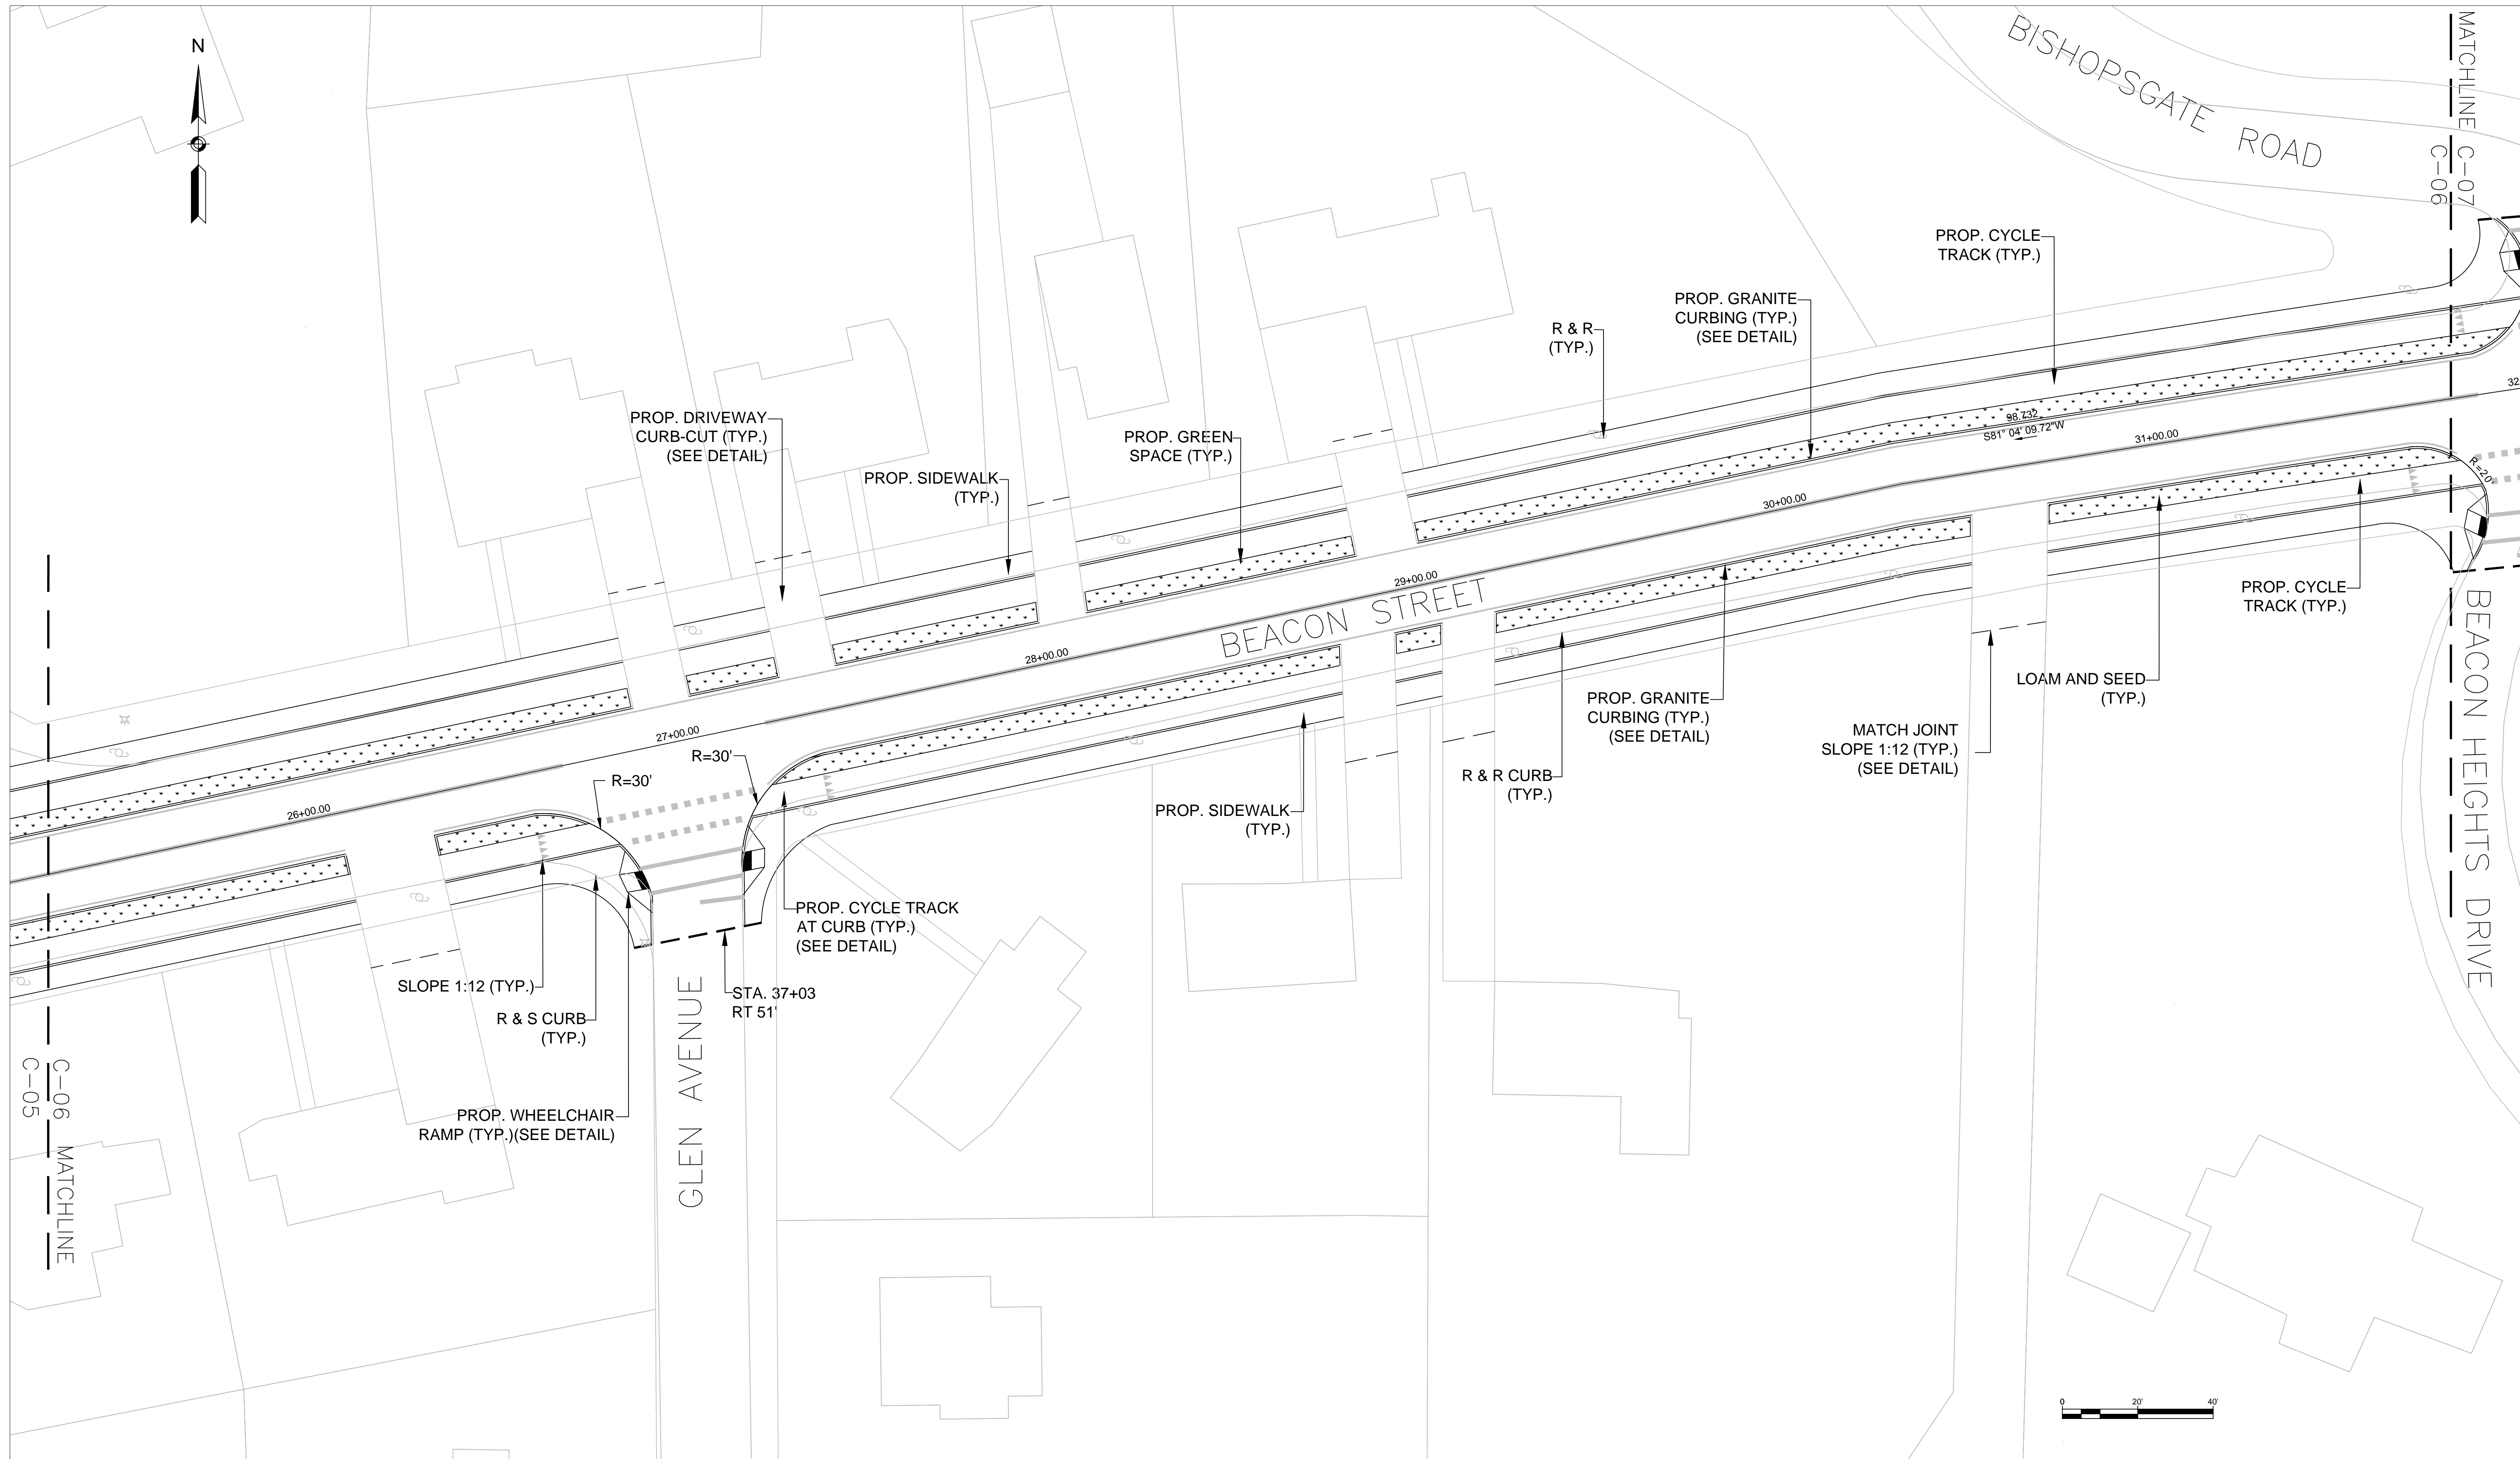 N
BISHOPSGATE ROAD
MATCHLINE C-07
C-06
PROP. CYCLE
TRACK (TYP.)
PROP. GRANITE
CURBING (TYP.)
(SEE DETAIL)
R & R
(TYP.)
PROP. DRIVEWAY
CURB-CUT (TYP.)
(SEE DETAIL)
PROP. GREEN
SPACE (TYP.)
PROP. SIDEWALK
(TYP.)
98.732
S81° 04' 09.72"W
32
31+00.00
30+00.00
29+00.00
28+00.00
27+00.00
26+00.00
BEACON STREET
R=20'
PROP. CYCLE
TRACK (TYP.)
LOAM AND SEED
(TYP.)
PROP. GRANITE
CURBING (TYP.)
(SEE DETAIL)
MATCH JOINT
SLOPE 1:12 (TYP.)
(SEE DETAIL)
R & R CURB
(TYP.)
PROP. SIDEWALK
(TYP.)
R=30'
R=30'
PROP. CYCLE TRACK
AT CURB (TYP.)
(SEE DETAIL)
SLOPE 1:12 (TYP.)
STA. 37+03
RT 51'
R & S CURB
(TYP.)
PROP. WHEELCHAIR
RAMP (TYP.)(SEE DETAIL)
GLEN AVENUE
BEACON HEIGHTS DRIVE
C-06 MATCHLINE
C-05
0 20' 40'